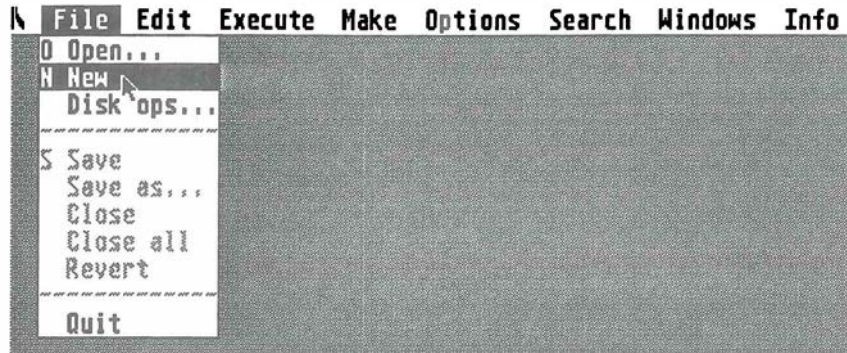 File Edit Execute Make Options Search Windows Info
O Open...
N New
Disk ops...
S Save
Save as...
Close
Close all
Revert
Quit